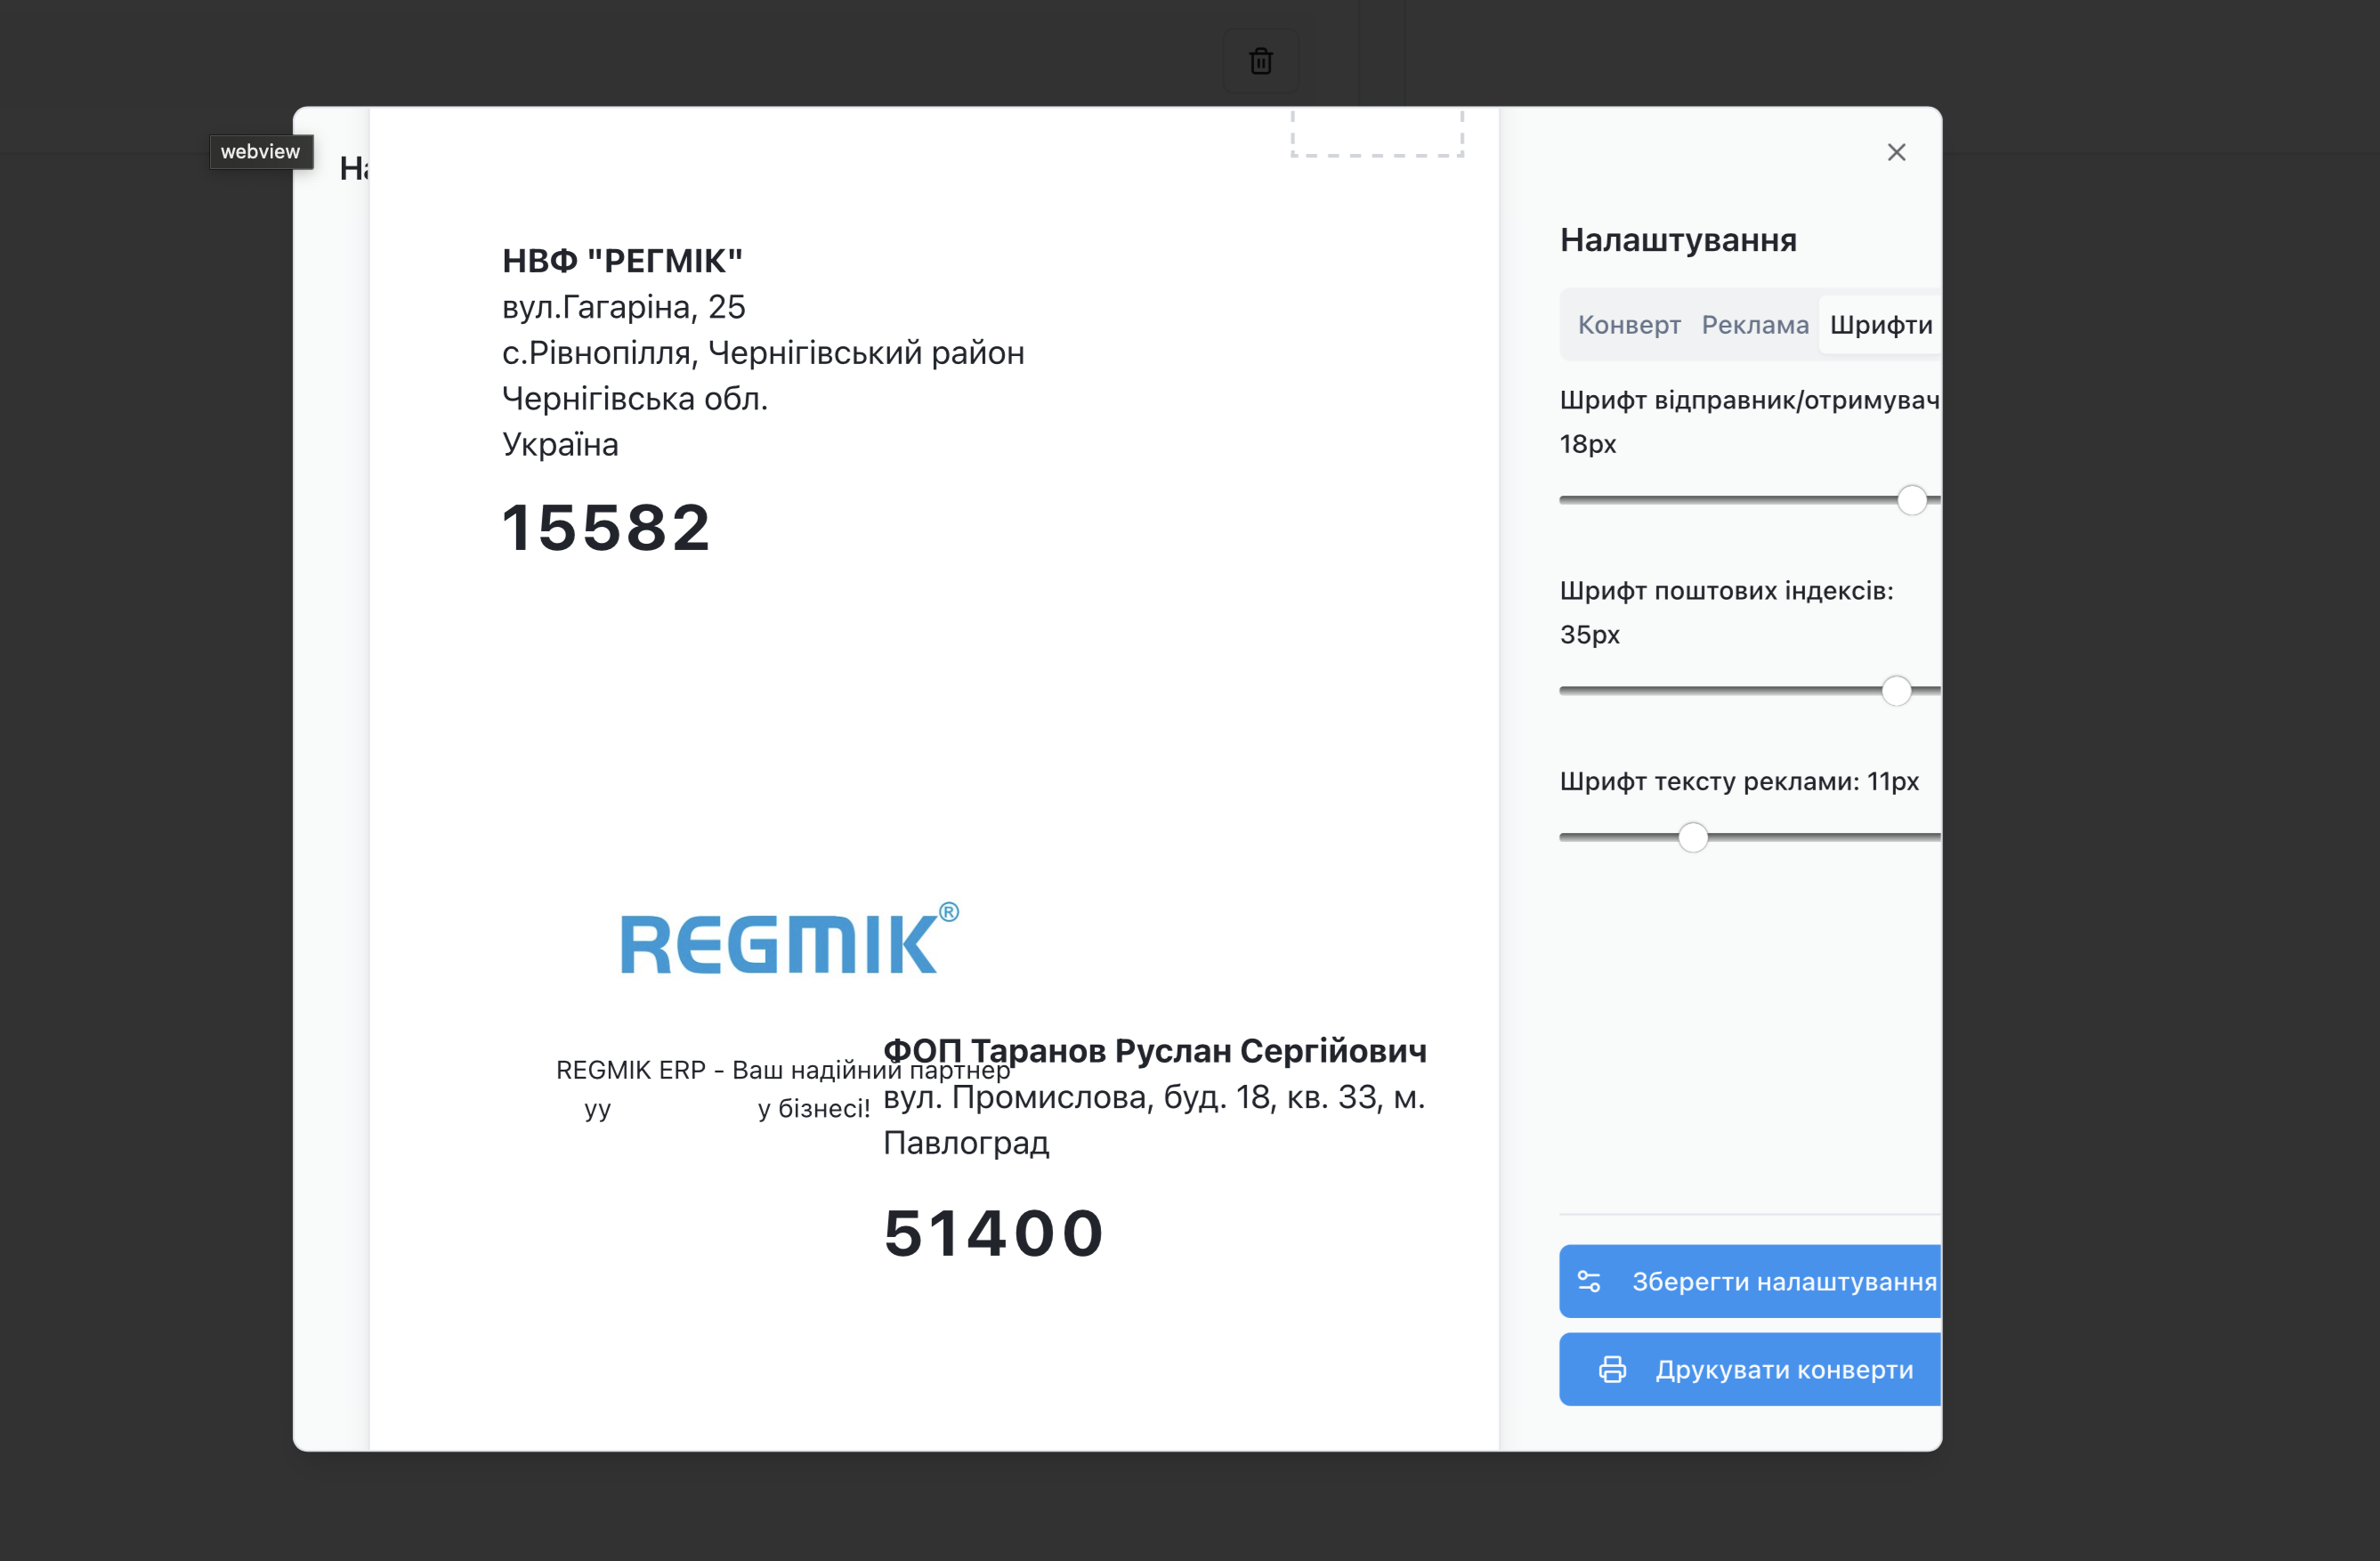 webview
НВФ "РЕГМІК"
вул.Гагаріна, 25
с.Рівнопілля, Чернігівський район
Чернігівська обл.
Україна
15582
REGMIK®
REGMIK ERP - Ваш надійний партнер
уу у бізнесі!
ФОП Таранов Руслан Сергійович
вул. Промислова, буд. 18, кв. 33, м.
Павлоград
51400
Налаштування
Конверт Реклама Шрифти
Шрифт відправник/отримувач
18px
Шрифт поштових індексів:
35px
Шрифт тексту реклами: 11px
Зберегти налаштування
Друкувати конверти